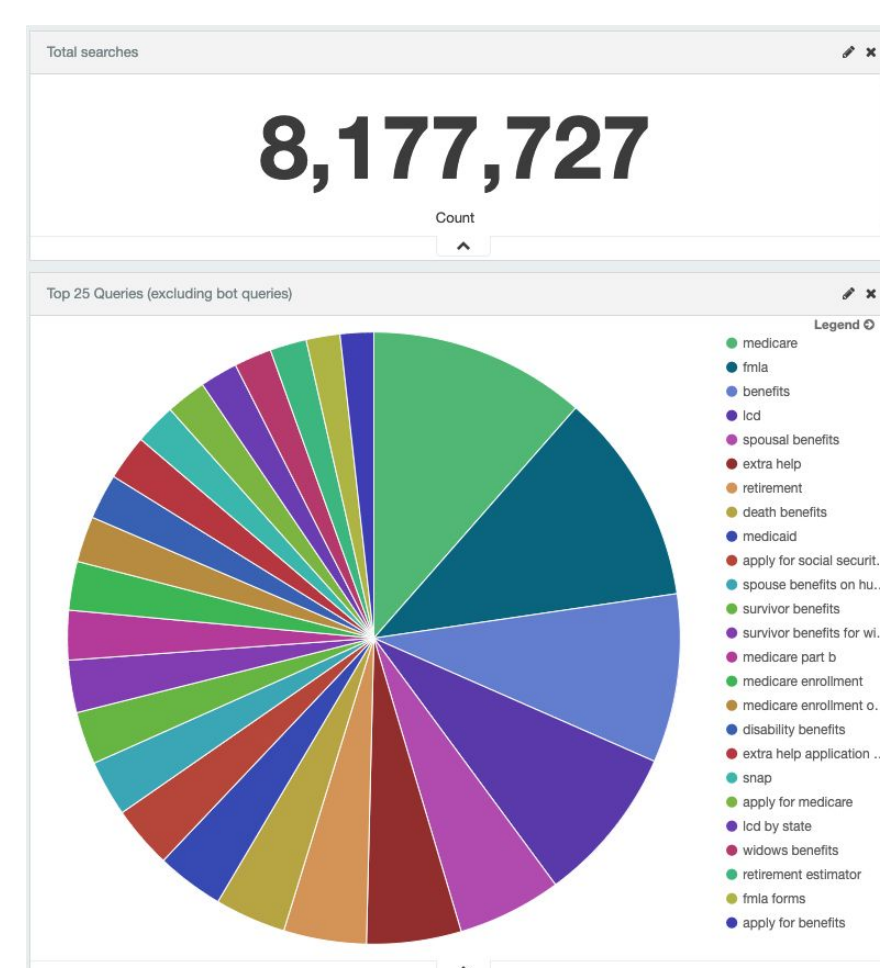 Total searches
8,177,727
Count
Top 25 Queries (excluding bot queries)
Legend
medicare
fmla
benefits
lcd
spousal benefits
extra help
retirement
death benefits
medicaid
apply for social securit..
spouse benefits on hu...
survivor benefits
survivor benefits for wi..
medicare part b
medicare enrollment
medicare enrollment o..
disability benefits
extra help application ...
snap
apply for medicare
lcd by state
widows benefits
retirement estimator
fmla forms
apply for benefits